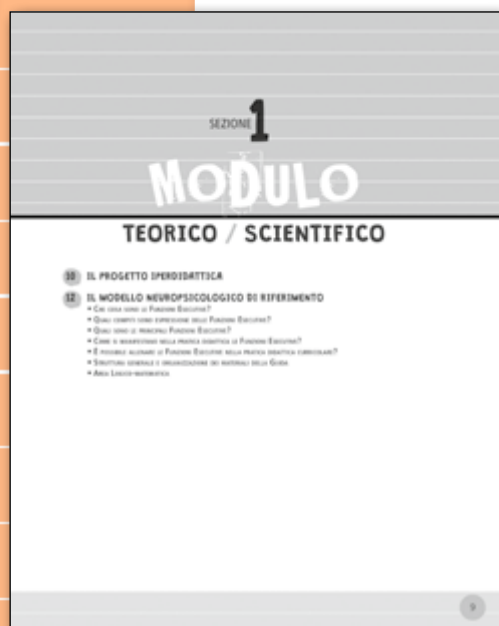 SEZIONE 1
MODULO
TEORICO / SCIENTIFICO
10 IL PROGETTO IPERDIDATTICA
12 IL MODELLO NEUROPSICOLOGICO DI RIFERIMENTO
• Che cosa sono le Funzioni Esecutive?
• Quali compiti sono espressione delle Funzioni Esecutive?
• Quali sono le principali Funzioni Esecutive?
• Come si manifestano nella pratica didattica le Funzioni Esecutive?
• È possibile allenare le Funzioni Esecutive nella pratica didattica curricolare?
• Struttura generale e organizzazione dei materiali della Guida
• Area Logico-matematica
9